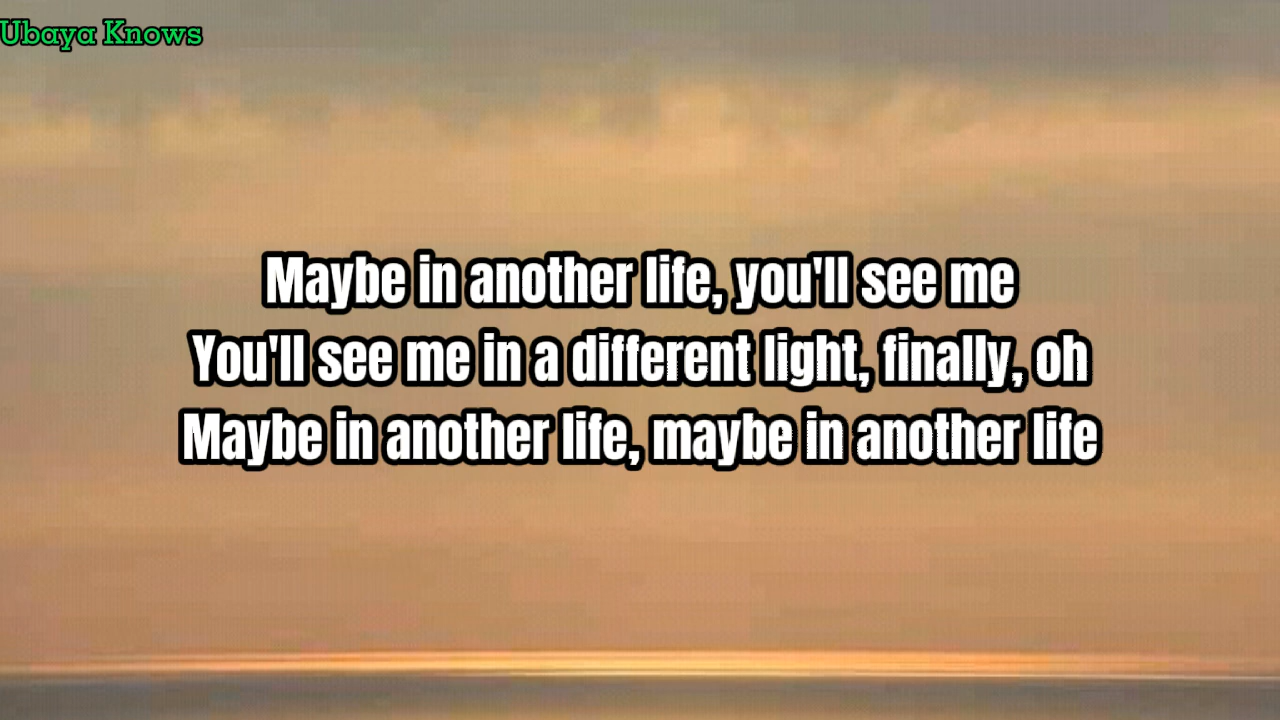 Ubaya Knows
Maybe in another life, you'll see me
You'll see me in a different light, finally, oh
Maybe in another life, maybe in another life